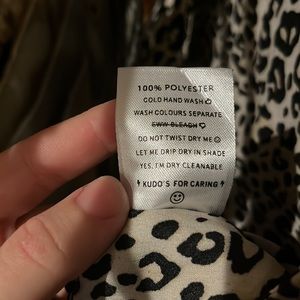 100% POLYESTER
COLD HAND WASH
WASH COLOURS SEPARATE
EWW BLEACH
DO NOT TWIST DRY ME
LET ME DRIP DRY IN SHADE
YES, I'M DRY CLEANABLE
KUDO'S FOR CARING